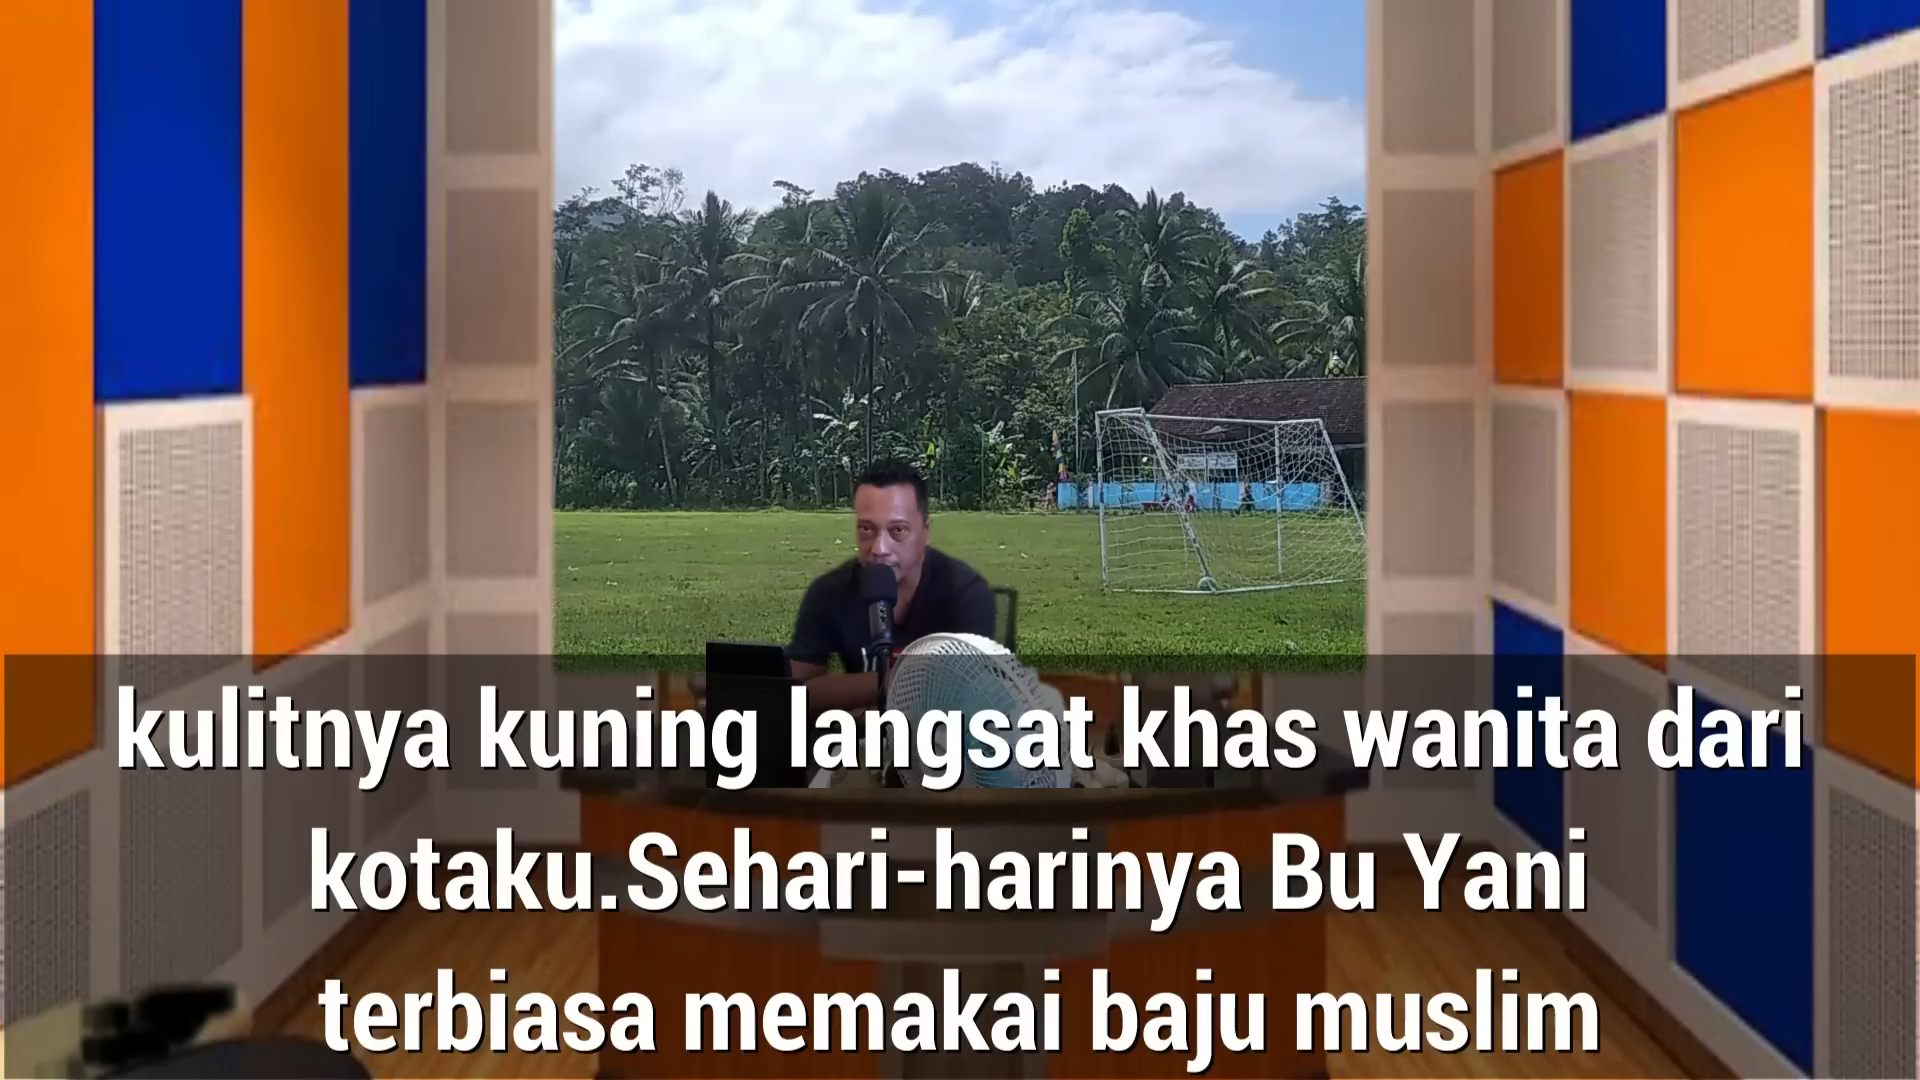 kulitnya kuning langsat khas wanita dari
kotaku.Sehari-harinya Bu Yani
terbiasa memakai baju muslim